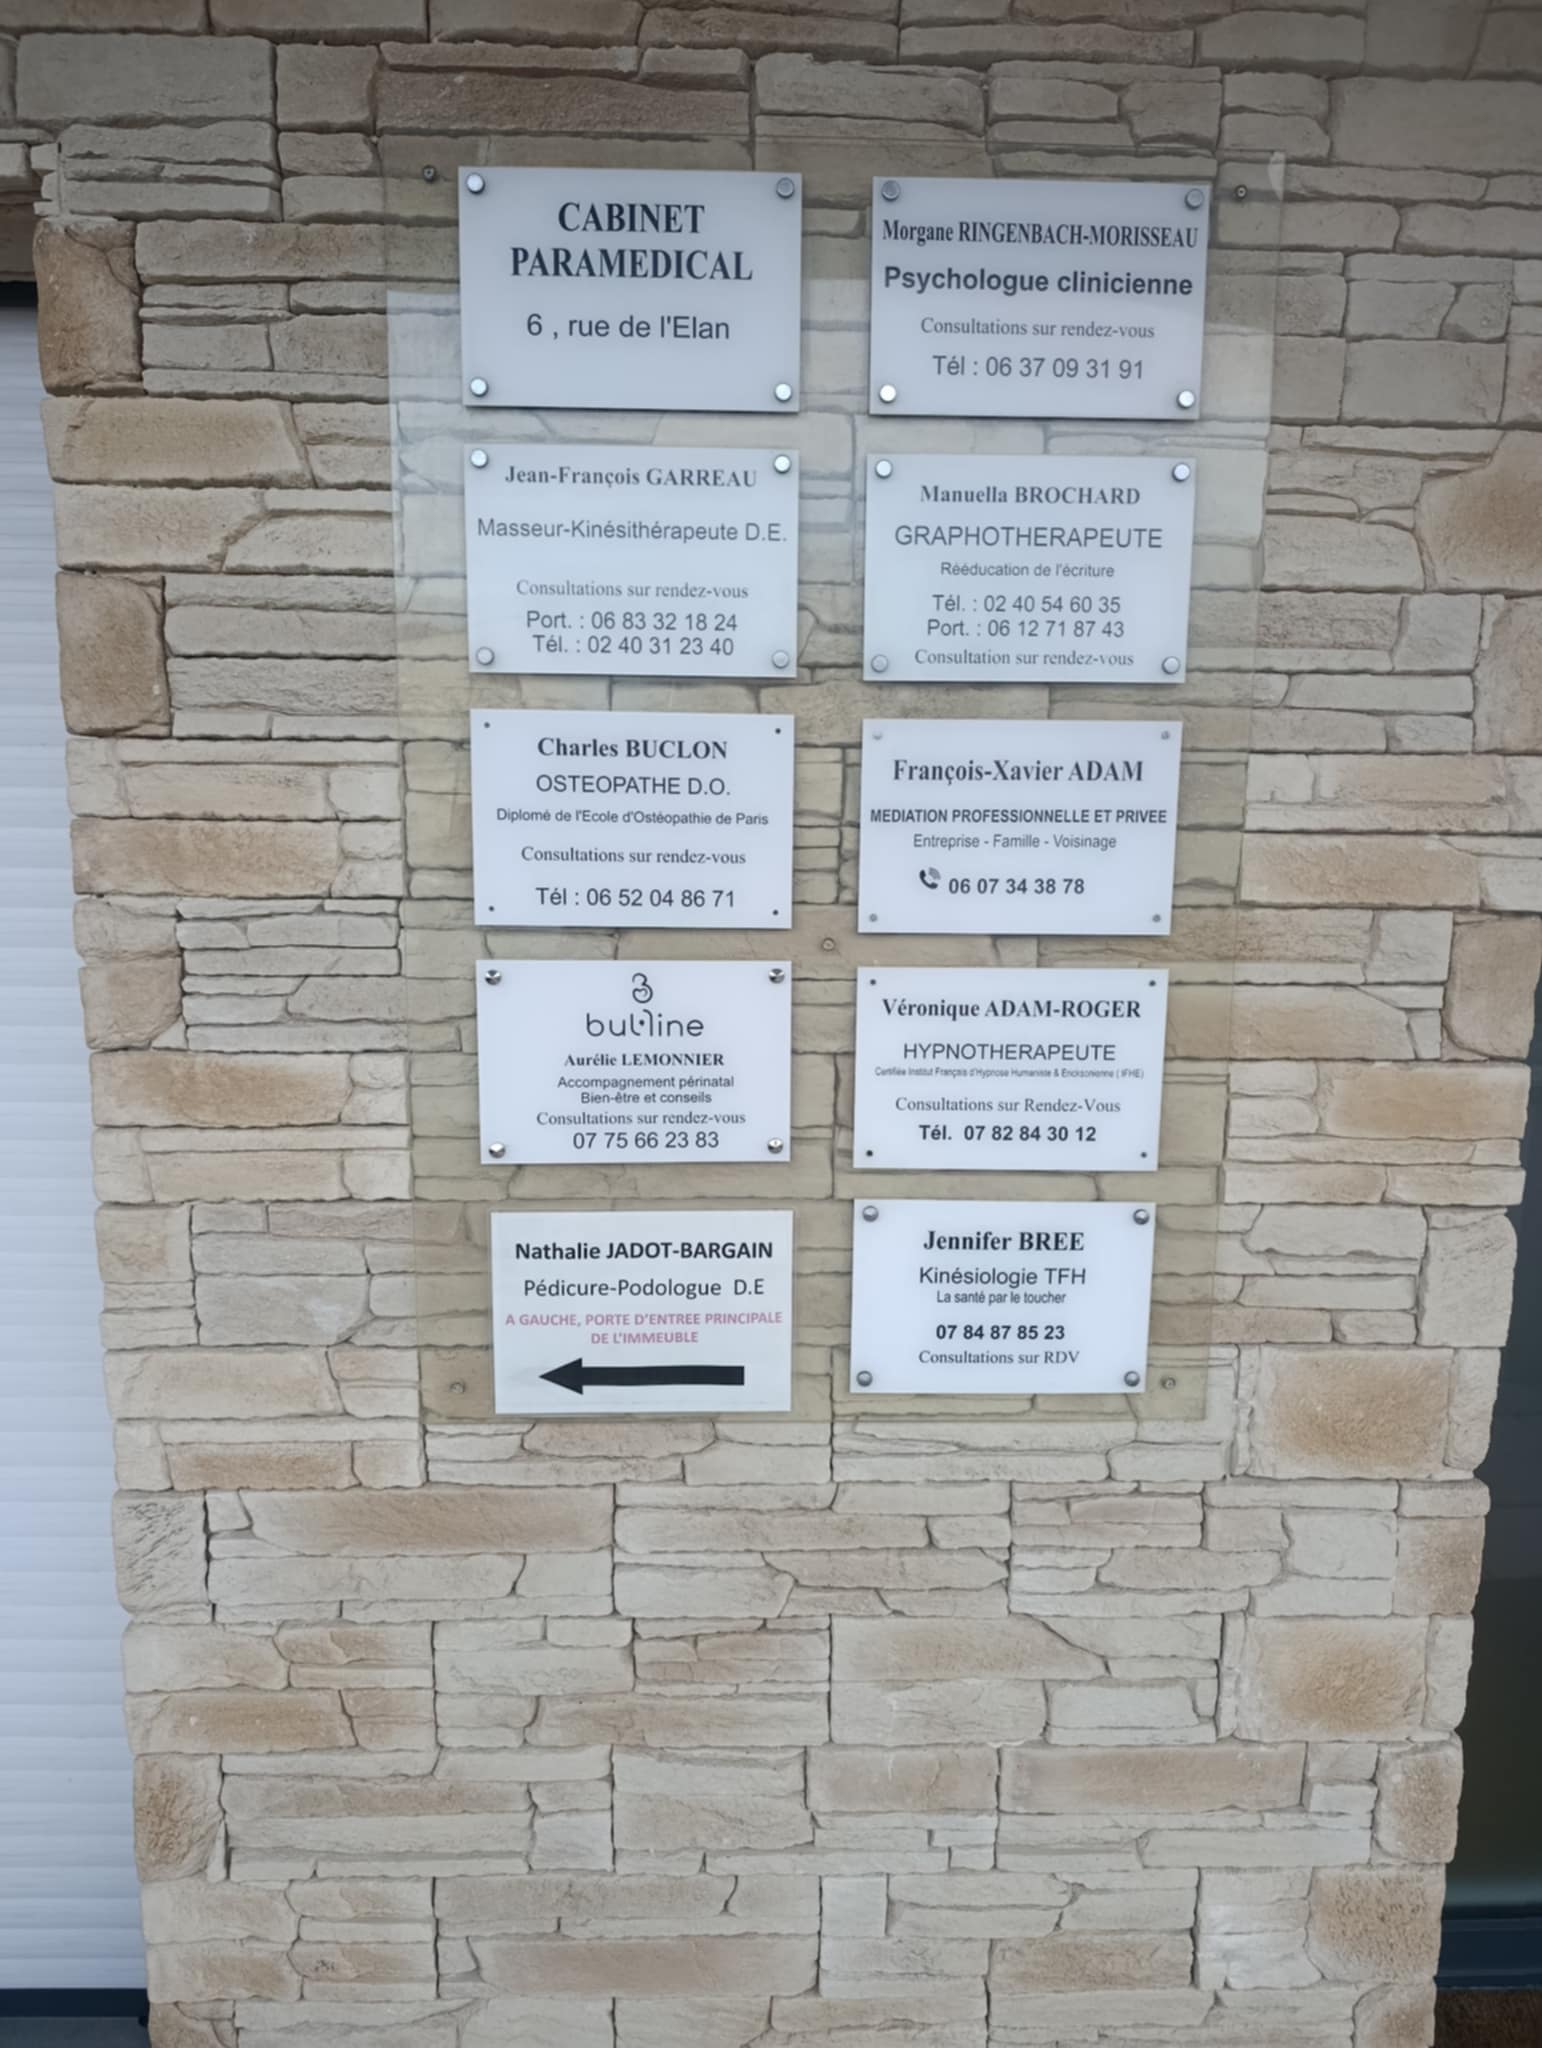 CABINET
PARAMEDICAL
6 , rue de l'Elan
Morgane RINGENBACH-MORISSEAU
Psychologue clinicienne
Consultations sur rendez-vous
Tél : 06 37 09 31 91
Jean-François GARREAU
Masseur-Kinésithérapeute D.E.
Consultations sur rendez-vous
Port. : 06 83 32 18 24
Tél. : 02 40 31 23 40
Manuella BROCHARD
GRAPHOTHERAPEUTE
Rééducation de l'écriture
Tél. : 02 40 54 60 35
Port. : 06 12 71 87 43
Consultation sur rendez-vous
Charles BUCLON
OSTEOPATHE D.O.
Diplomé de l'Ecole d'Ostéopathie de Paris
Consultations sur rendez-vous
Tél : 06 52 04 86 71
François-Xavier ADAM
MEDIATION PROFESSIONNELLE ET PRIVEE
Entreprise - Famille - Voisinage
06 07 34 38 78
bulline
Aurélie LEMONNIER
Accompagnement périnatal
Bien-être et conseils
Consultations sur rendez-vous
07 75 66 23 83
Véronique ADAM-ROGER
HYPNOTHERAPEUTE
Certifiée Institut Français d'Hypnose Humaniste & Ericksonienne ( IFHE)
Consultations sur Rendez-Vous
Tél. 07 82 84 30 12
Nathalie JADOT-BARGAIN
Pédicure-Podologue D.E
A GAUCHE, PORTE D'ENTREE PRINCIPALE
DE L'IMMEUBLE
Jennifer BREE
Kinésiologie TFH
La santé par le toucher
07 84 87 85 23
Consultations sur RDV